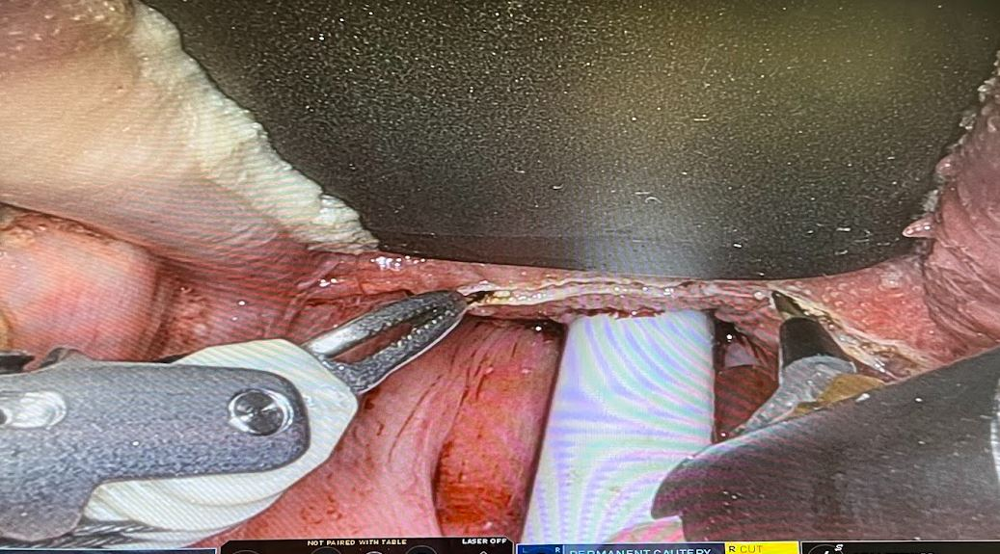 NOT PAIRED WITH TABLE
LASER OFF
L
R
PERMANENT CAUTERY
R CUT
S